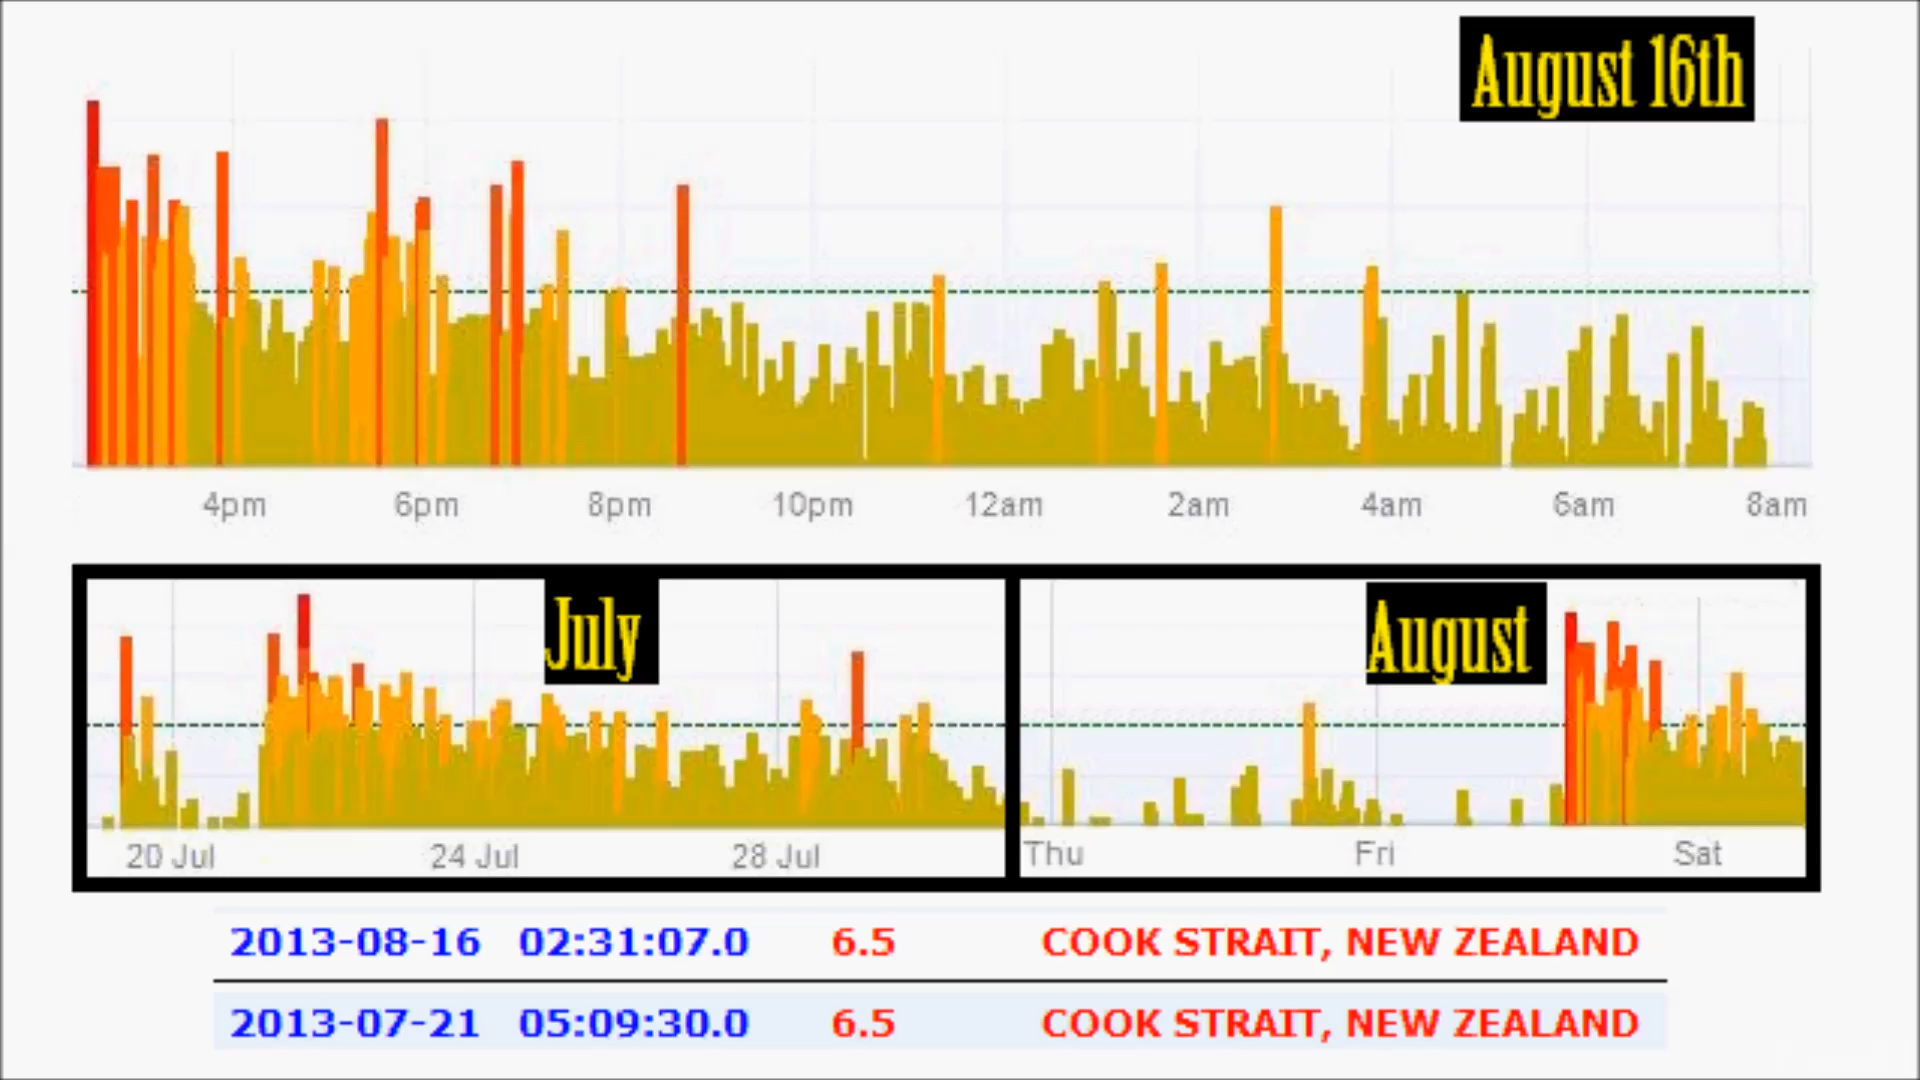 August 16th
4pm 6pm 8pm 10pm 12am 2am 4am 6am 8am
July
August
20 Jul 24 Jul 28 Jul Thu Fri Sat
2013-08-16 02:31:07.0 6.5 COOK STRAIT, NEW ZEALAND
2013-07-21 05:09:30.0 6.5 COOK STRAIT, NEW ZEALAND